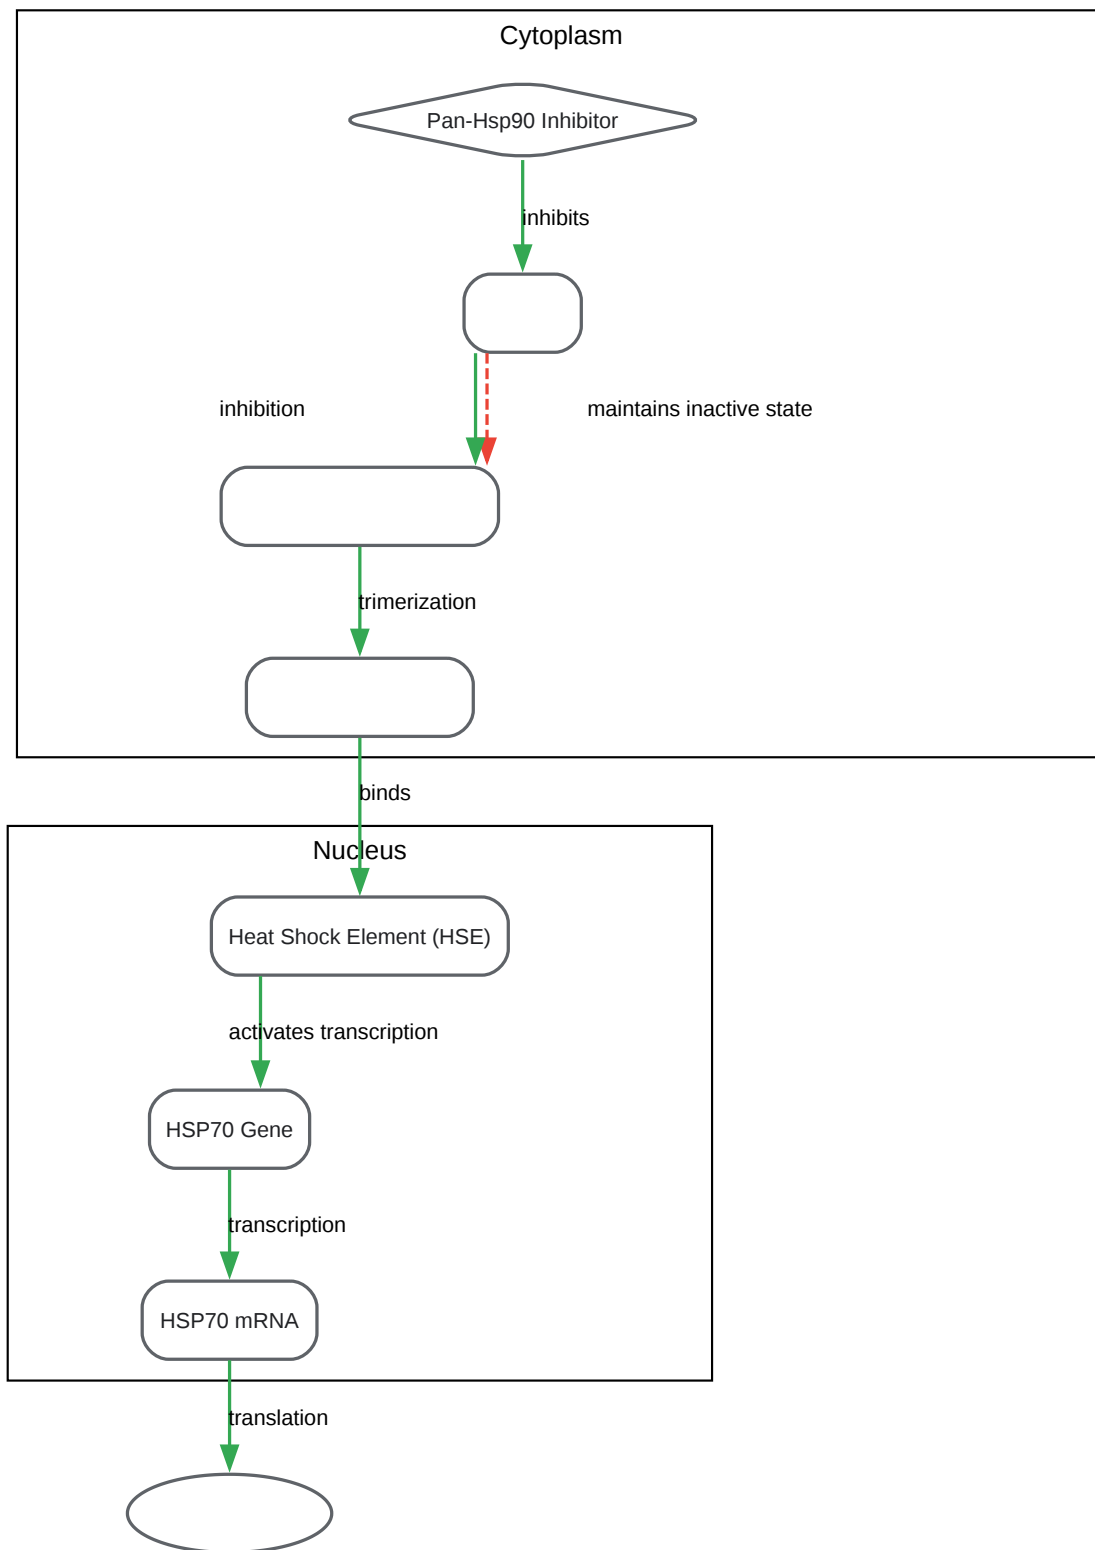 Cytoplasm
Pan-Hsp90 Inhibitor
inhibits
inhibition
maintains inactive state
trimerization
binds
Nucleus
Heat Shock Element (HSE)
activates transcription
HSP70 Gene
transcription
HSP70 mRNA
translation